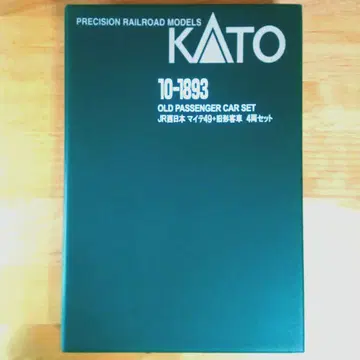 PRECISION RAILROAD MODELS
KATO
10-1893
OLD PASSENGER CAR SET
JR西日本 マイテ49+旧形客車 4両セット